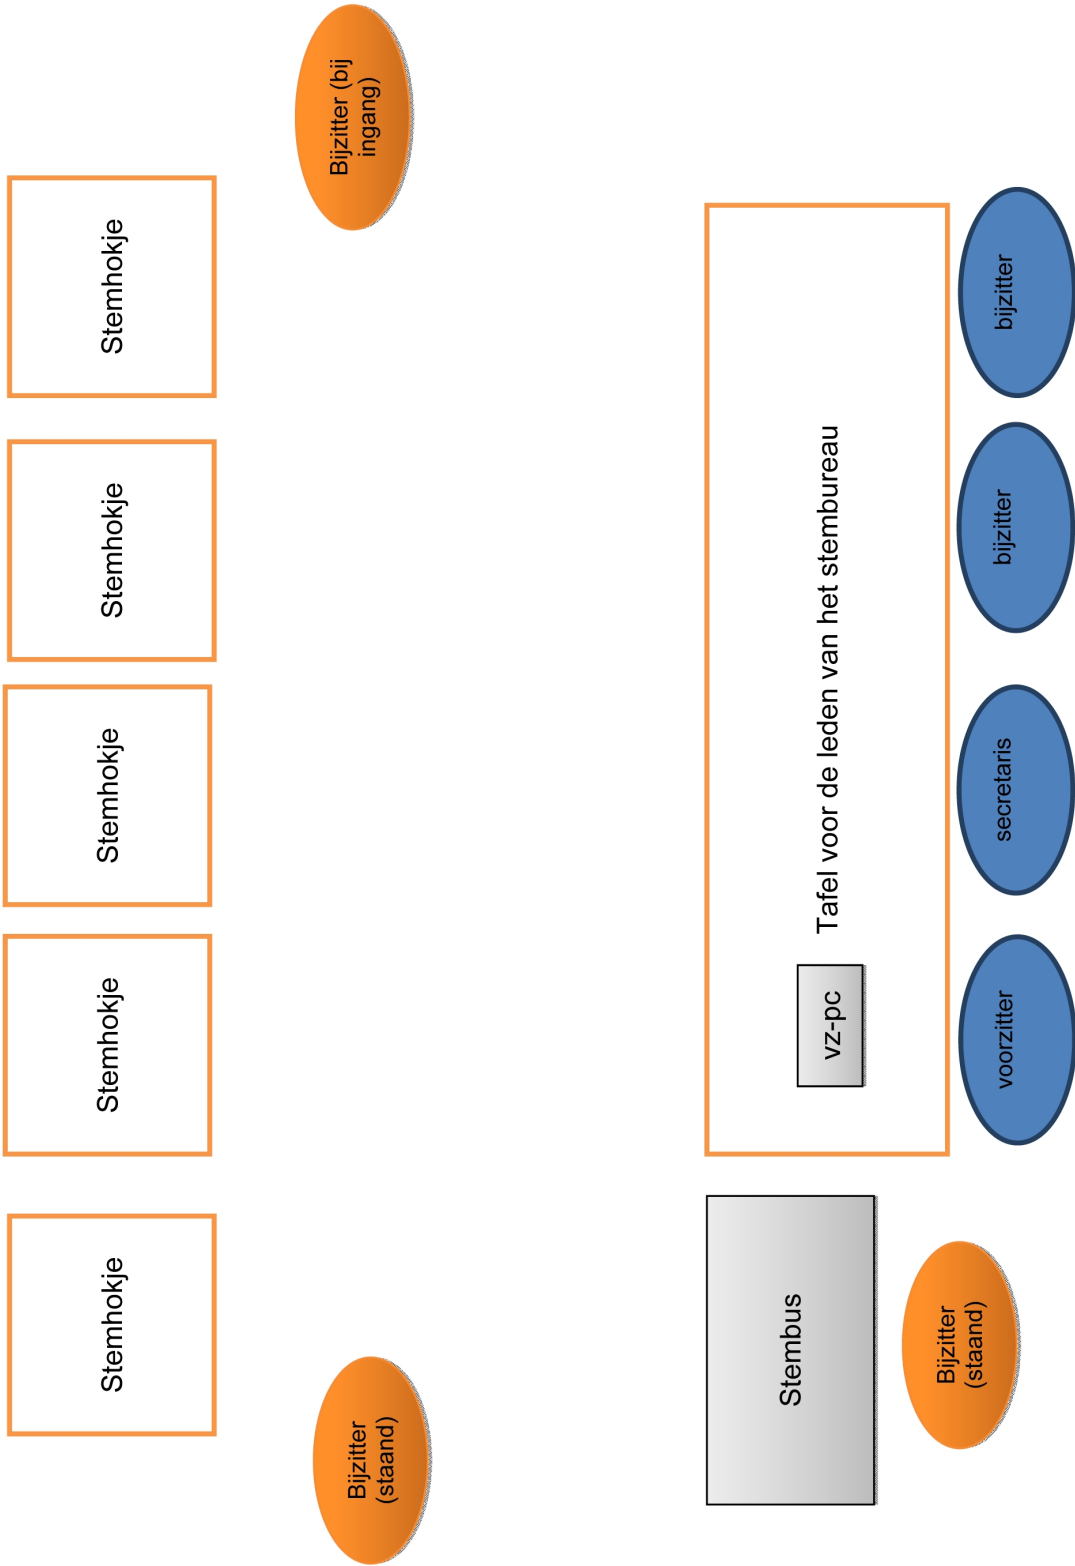 Stemhokje
Stemhokje
Stemhokje
Stemhokje
Stemhokje
Bijzitter
(staand)
Bijzitter (bij
ingang)
Stembus
vz-pc
Tafel voor de leden van het stembureau
Bijzitter
(staand)
voorzitter
secretaris
bijzitter
bijzitter